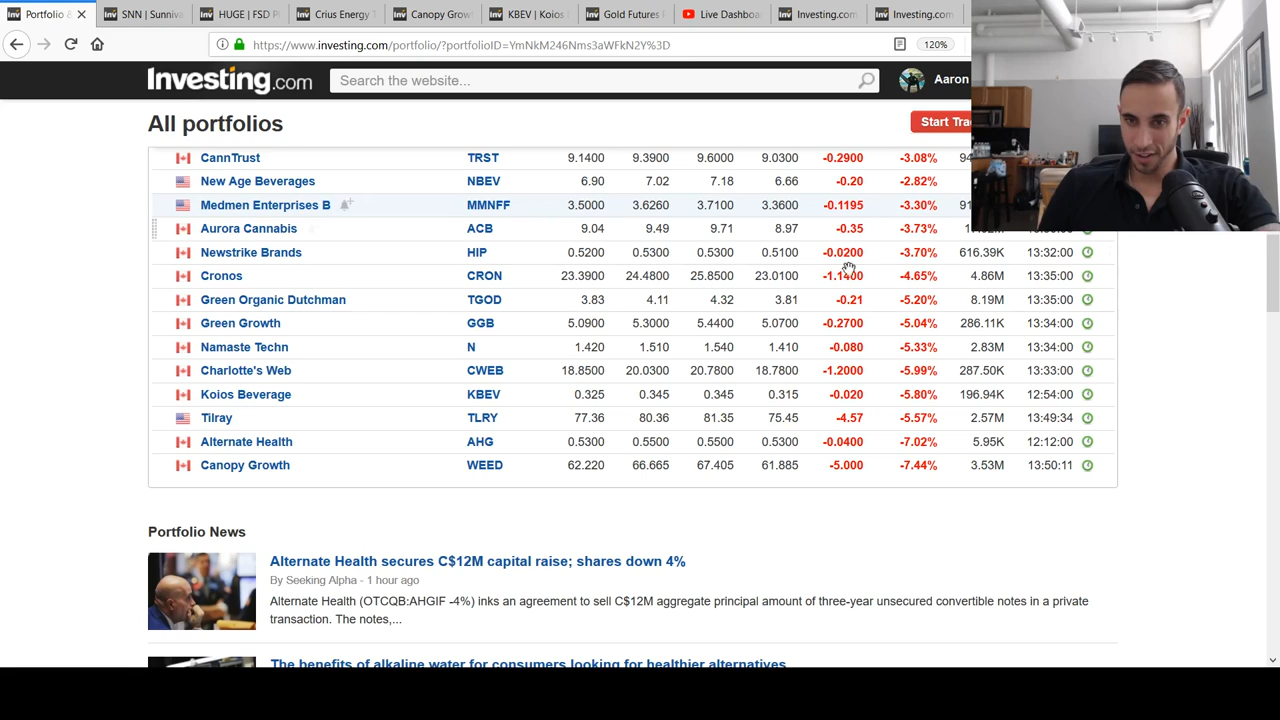 Portfolio &
SNN | Sunniva
HUGE | FSD P
Crius Energy T
Canopy Grow
KBEV | Koios
Gold Futures
Live Dashboa
Investing.com
Investing.com
https://www.investing.com/portfolio/?portfolioID=YmNkM246Nms3aWFkN2Y%3D
120%
Investing.com
Search the website...
Aaron
All portfolios
Start Tra
CannTrust TRST 9.1400 9.3900 9.6000 9.0300 -0.2900 -3.08% 94
New Age Beverages NBEV 6.90 7.02 7.18 6.66 -0.20 -2.82%
Medmen Enterprises B MMNFF 3.5000 3.6260 3.7100 3.3600 -0.1195 -3.30% 91
Aurora Cannabis ACB 9.04 9.49 9.71 8.97 -0.35 -3.73%
Newstrike Brands HIP 0.5200 0.5300 0.5300 0.5100 -0.0200 -3.70% 616.39K 13:32:00
Cronos CRON 23.3900 24.4800 25.8500 23.0100 -1.1400 -4.65% 4.86M 13:35:00
Green Organic Dutchman TGOD 3.83 4.11 4.32 3.81 -0.21 -5.20% 8.19M 13:35:00
Green Growth GGB 5.0900 5.3000 5.4400 5.0700 -0.2700 -5.04% 286.11K 13:34:00
Namaste Techn N 1.420 1.510 1.540 1.410 -0.080 -5.33% 2.83M 13:34:00
Charlotte's Web CWEB 18.8500 20.0300 20.7800 18.7800 -1.2000 -5.99% 287.50K 13:33:00
Koios Beverage KBEV 0.325 0.345 0.345 0.315 -0.020 -5.80% 196.94K 12:54:00
Tilray TLRY 77.36 80.36 81.35 75.45 -4.57 -5.57% 2.57M 13:49:34
Alternate Health AHG 0.5300 0.5500 0.5500 0.5300 -0.0400 -7.02% 5.95K 12:12:00
Canopy Growth WEED 62.220 66.665 67.405 61.885 -5.000 -7.44% 3.53M 13:50:11
Portfolio News
Alternate Health secures C$12M capital raise; shares down 4%
By Seeking Alpha - 1 hour ago
Alternate Health (OTCQB:AHGIF -4%) inks an agreement to sell C$12M aggregate principal amount of three-year unsecured convertible notes in a private
transaction. The notes,...
The benefits of alkaline water for consumers looking for healthier alternatives